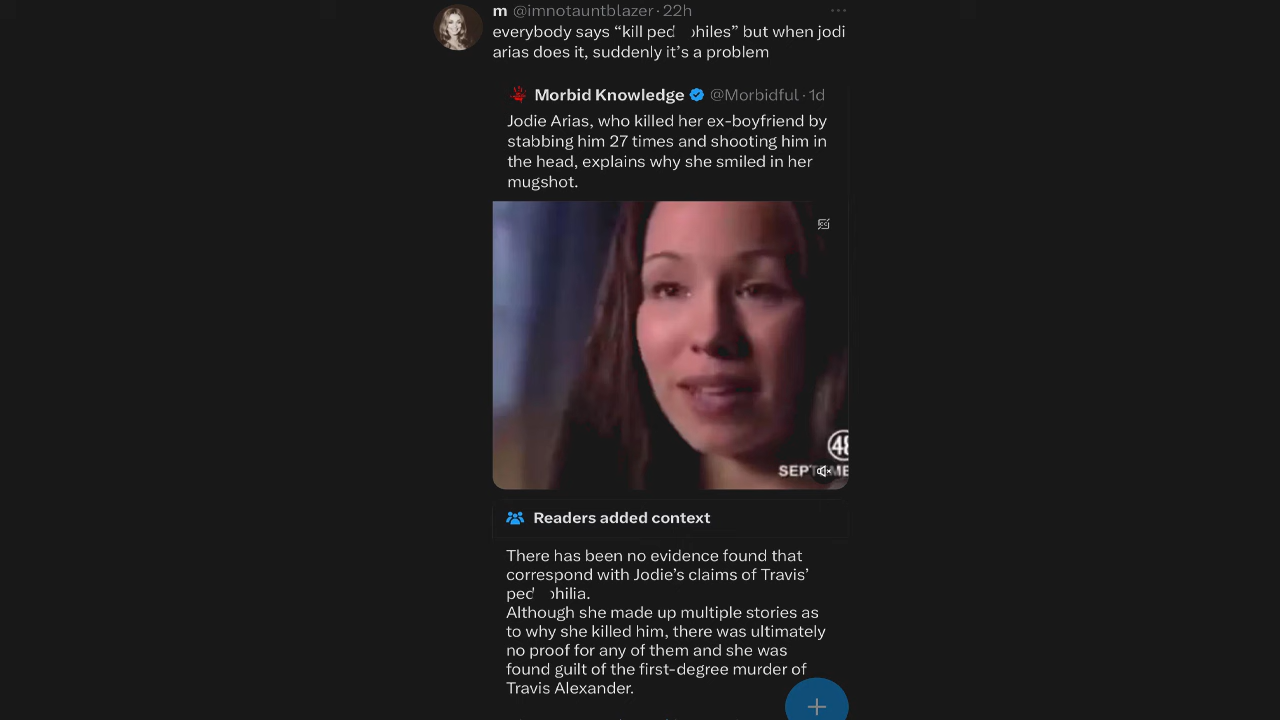 m @imnotauntblazer · 22h
everybody says “kill ped philes” but when jodi
arias does it, suddenly it’s a problem
Morbid Knowledge @Morbidful · 1d
Jodie Arias, who killed her ex-boyfriend by
stabbing him 27 times and shooting him in
the head, explains why she smiled in her
mugshot.
48
Readers added context
There has been no evidence found that
correspond with Jodie’s claims of Travis’
ped philia.
Although she made up multiple stories as
to why she killed him, there was ultimately
no proof for any of them and she was
found guilt of the first-degree murder of
Travis Alexander.